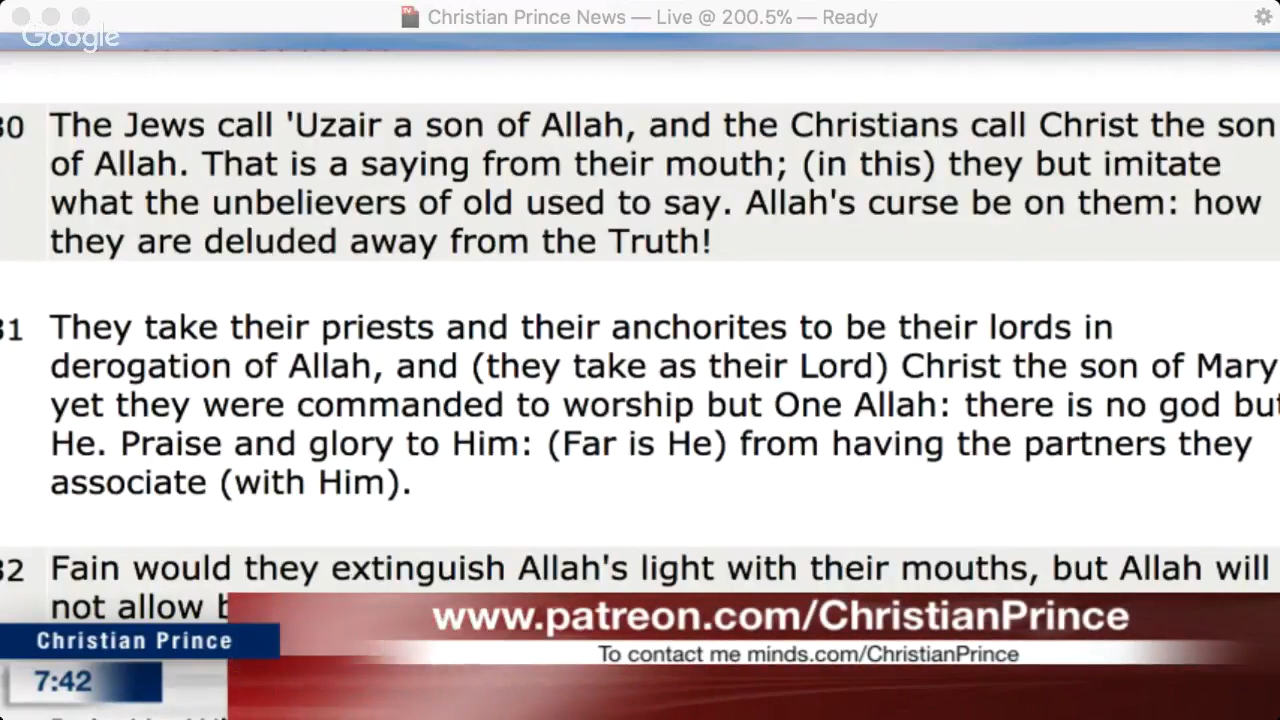 Christian Prince News — Live @ 200.5% — Ready
Google
30 The Jews call 'Uzair a son of Allah, and the Christians call Christ the son
of Allah. That is a saying from their mouth; (in this) they but imitate
what the unbelievers of old used to say. Allah's curse be on them: how
they are deluded away from the Truth!
31 They take their priests and their anchorites to be their lords in
derogation of Allah, and (they take as their Lord) Christ the son of Mary
yet they were commanded to worship but One Allah: there is no god but
He. Praise and glory to Him: (Far is He) from having the partners they
associate (with Him).
32 Fain would they extinguish Allah's light with their mouths, but Allah will
not allow
www.patreon.com/ChristianPrince
Christian Prince
To contact me minds.com/ChristianPrince
7:42